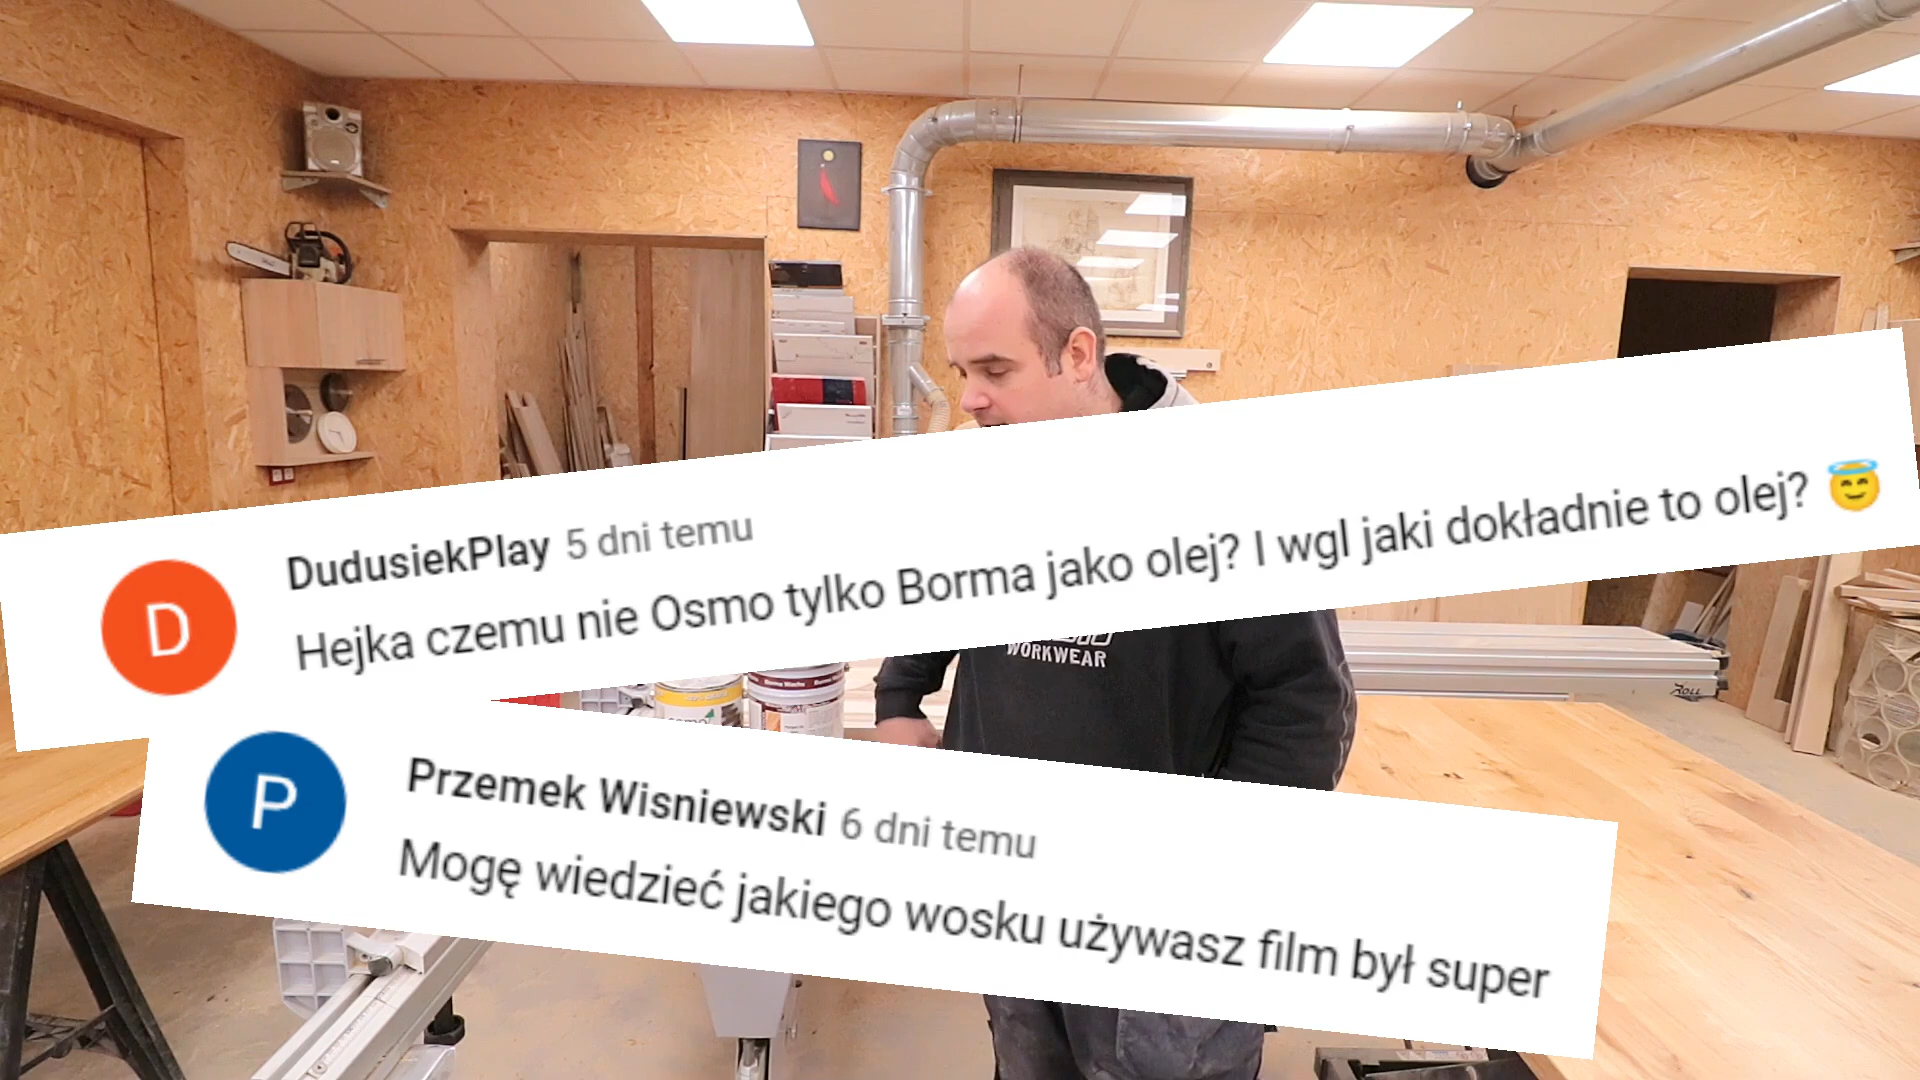 D
DudusiekPlay 5 dni temu
Hejka czemu nie Osmo tylko Borma jako olej? I wgl jaki dokładnie to olej? 😇
WORKWEAR
P
Przemek Wisniewski 6 dni temu
Mogę wiedzieć jakiego wosku używasz film był super